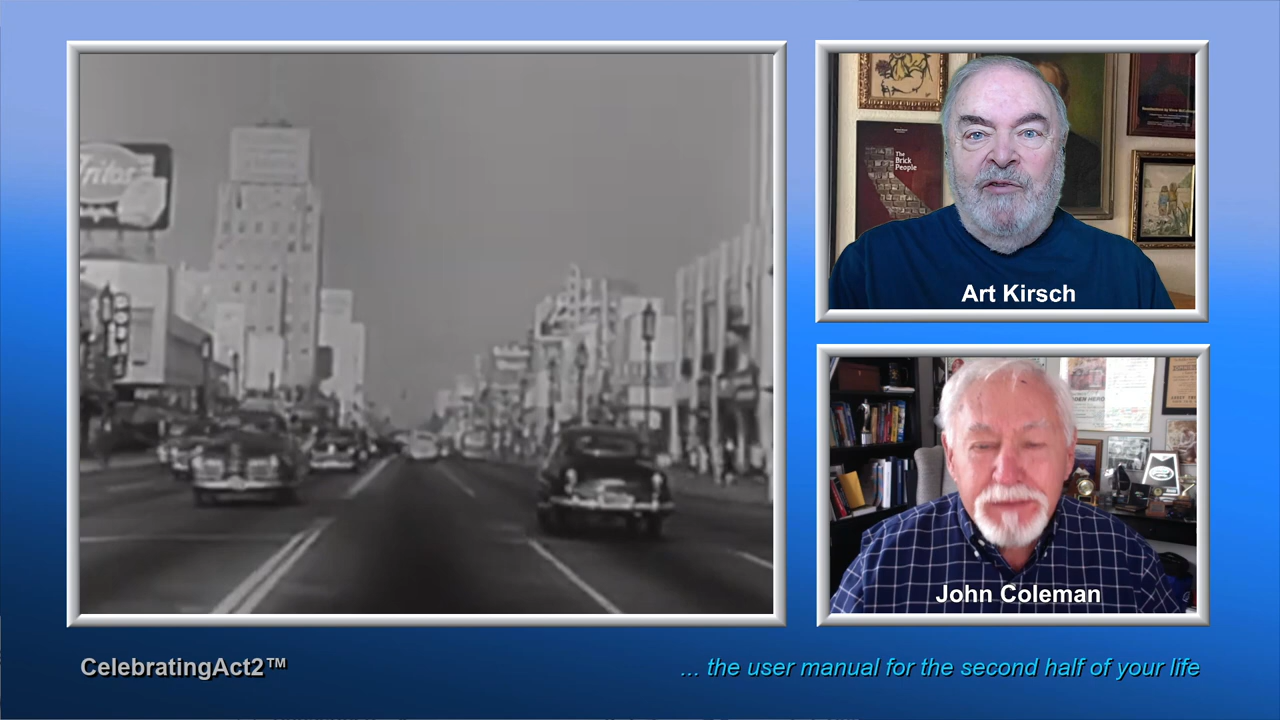 Fritos
The
Brick
People
Art Kirsch
John Coleman
CelebratingAct2™
... the user manual for the second half of your life